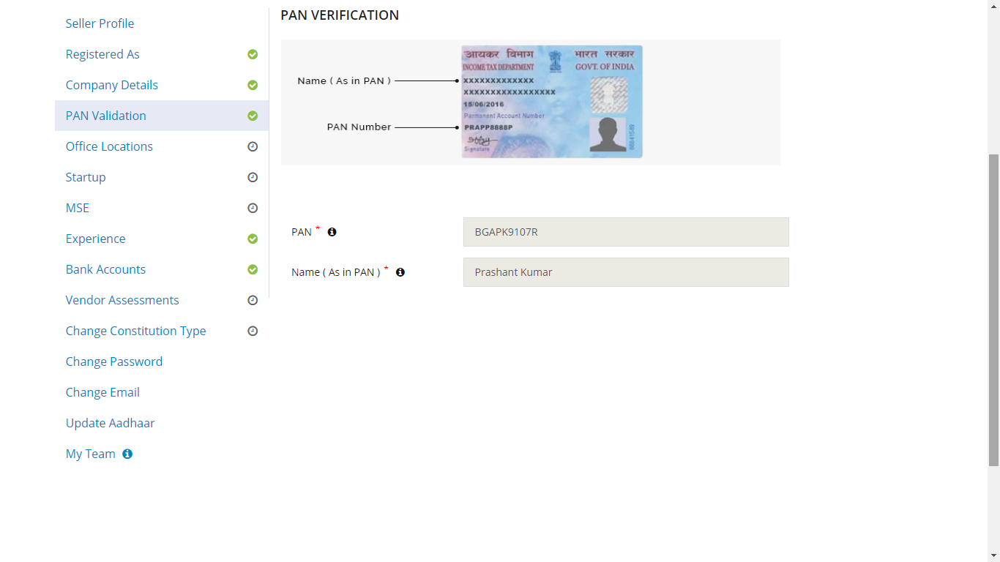 Seller Profile
Registered As
Company Details
PAN Validation
Office Locations
Startup
MSE
Experience
Bank Accounts
Vendor Assessments
Change Constitution Type
Change Password
Change Email
Update Aadhaar
My Team
PAN VERIFICATION
Name ( As in PAN )
PAN Number
आयकर विभाग
INCOME TAX DEPARTMENT
भारत सरकार
GOVT. OF INDIA
XXXXXXXXXXXXX
XXXXXXXXXXXXXXXXX
15/06/2016
Permanent Account Number
PRAPP8888P
Signature
PAN *
BGAPK9107R
Name ( As in PAN ) *
Prashant Kumar